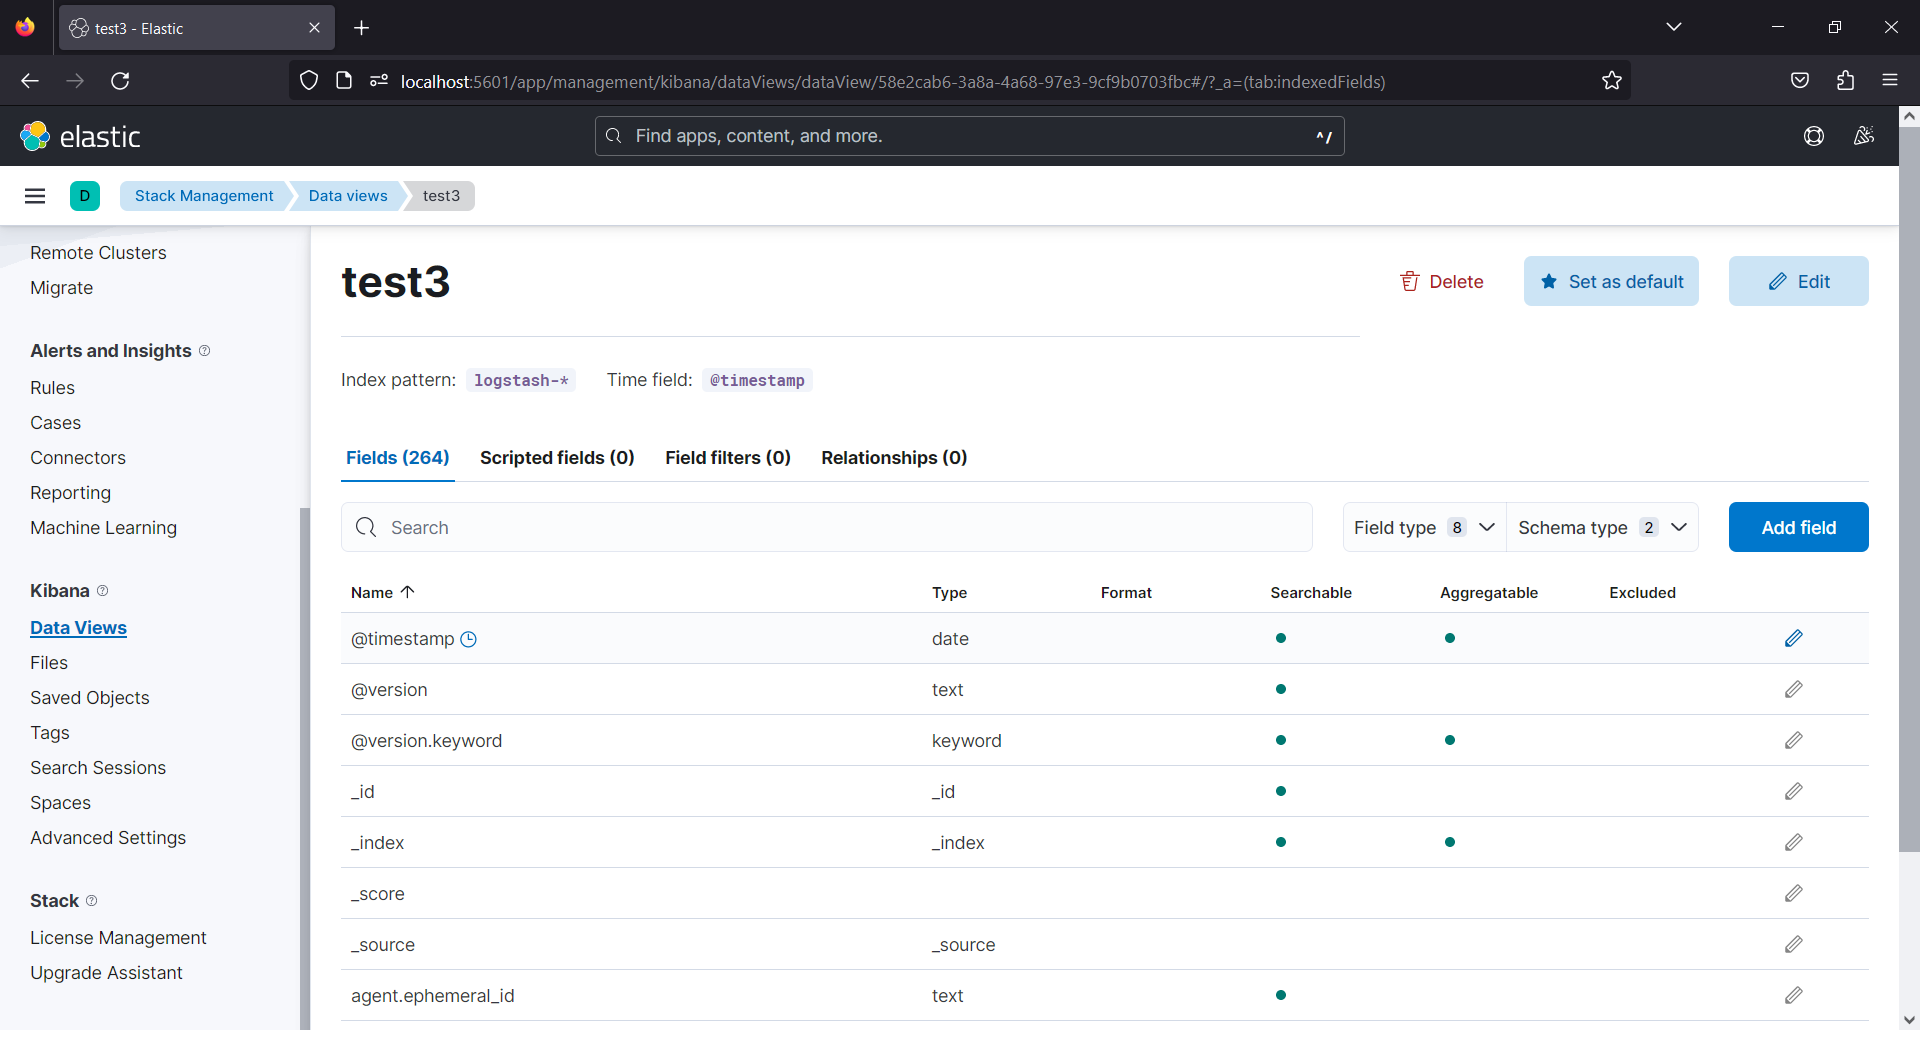 test3 - Elastic
localhost:5601/app/management/kibana/dataViews/dataView/58e2cab6-3a8a-4a68-97e3-9cf9b0703fbc#/?_a=(tab:indexedFields)
elastic
Find apps, content, and more.
^/
D
Stack Management
Data views
test3
Remote Clusters
Migrate
Alerts and Insights
Rules
Cases
Connectors
Reporting
Machine Learning
Kibana
Data Views
Files
Saved Objects
Tags
Search Sessions
Spaces
Advanced Settings
Stack
License Management
Upgrade Assistant
test3
Delete
Set as default
Edit
Index pattern: logstash-* Time field: @timestamp
Fields (264) Scripted fields (0) Field filters (0) Relationships (0)
Search
Field type 8
Schema type 2
Add field
Name Type Format Searchable Aggregatable Excluded
@timestamp date
@version text
@version.keyword keyword
_id _id
_index _index
_score
_source _source
agent.ephemeral_id text